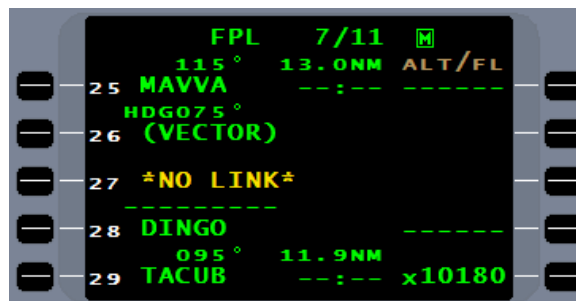 FPL 7/11 M
115° 13.0NM ALT/FL
25 MAVVA --:-- ------
HDG075°
26 (VECTOR)
27 *NO LINK*
---------
28 DINGO ------
095° 11.9NM
29 TACUB --:-- x10180